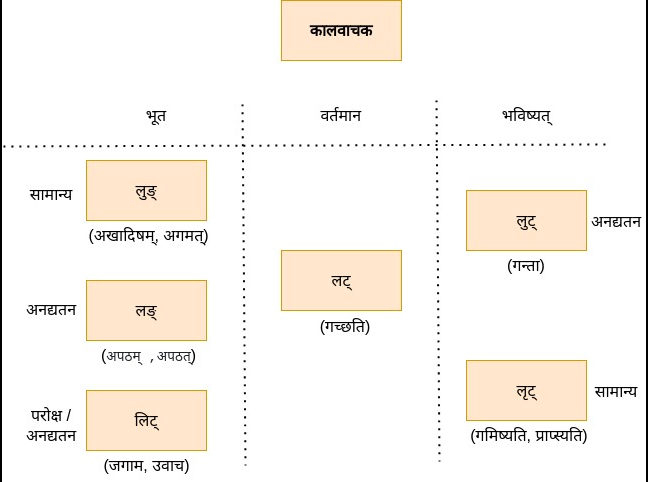 कालवाचक
भूत
वर्तमान
भविष्यत्
सामान्य
लुङ्
(अखादिषम्, अगमत्)
अनद्यतन
लङ्
(अपठम् , अपठत्)
परोक्ष /
अनद्यतन
लिट्
(जगाम, उवाच)
लट्
(गच्छति)
लुट्
अनद्यतन
(गन्ता)
लृट्
सामान्य
(गमिष्यति, प्राप्स्यति)